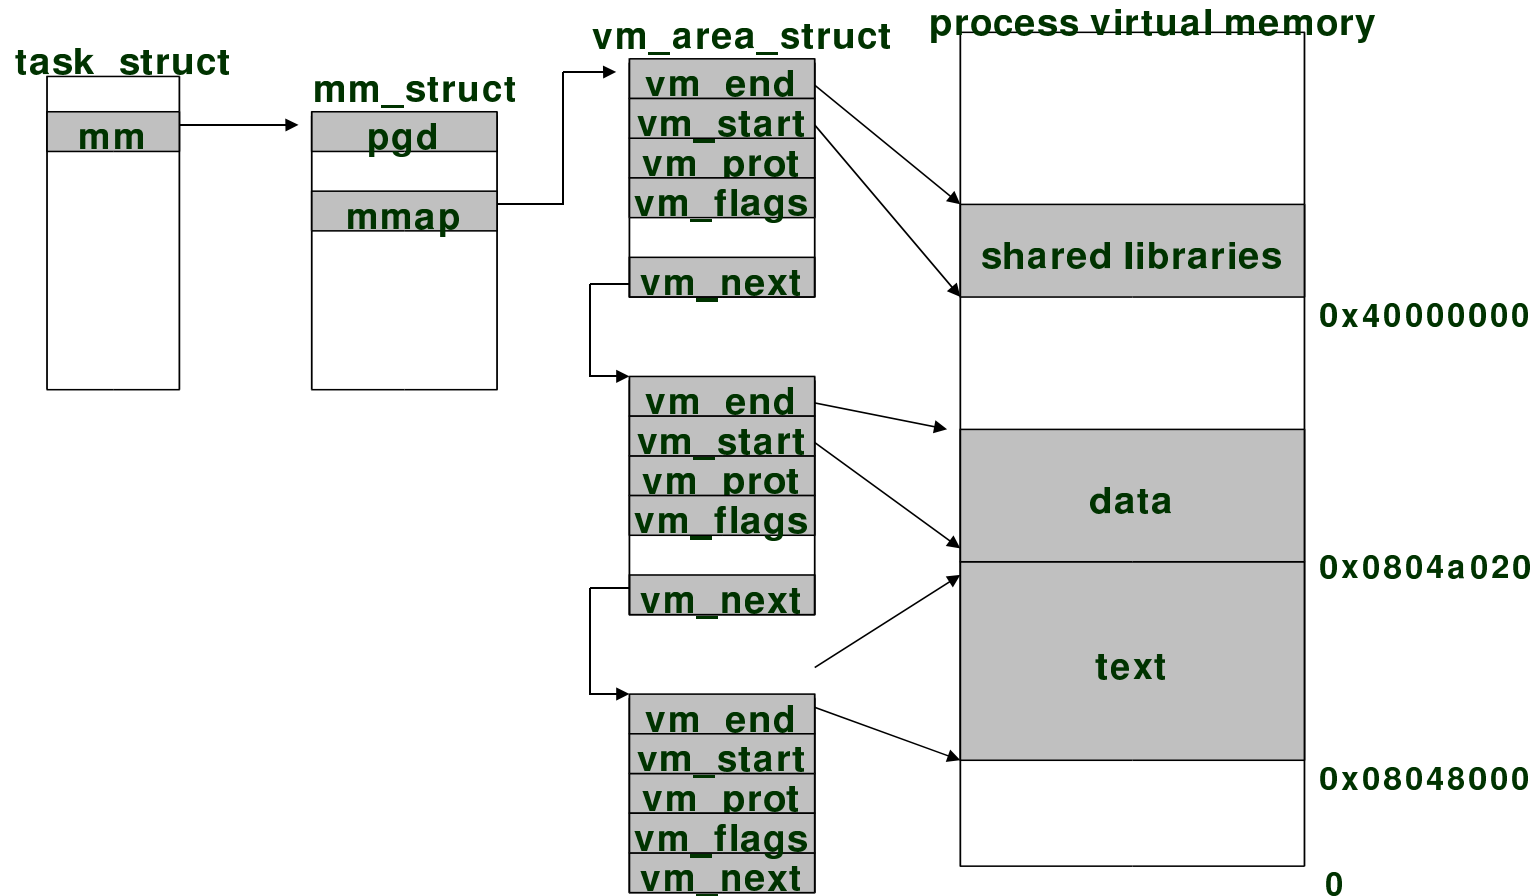 task_struct
mm
mm_struct
pgd
mmap
vm_area_struct
vm_end
vm_start
vm_prot
vm_flags
vm_next
vm_end
vm_start
vm_prot
vm_flags
vm_next
vm_end
vm_start
vm_prot
vm_flags
vm_next
process virtual memory
shared libraries
0x40000000
data
0x0804a020
text
0x08048000
0